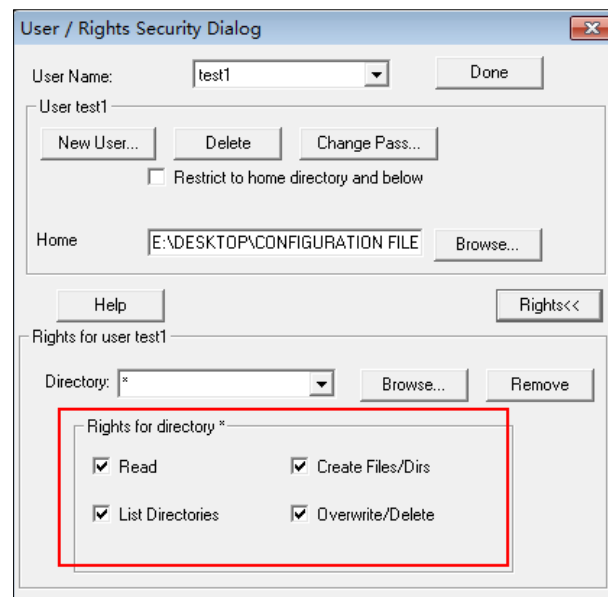 User / Rights Security Dialog
User Name: test1 Done
User test1
New User... Delete Change Pass...
Restrict to home directory and below
Home E:\DESKTOP\CONFIGURATION FILE Browse...
Help Rights<<
Rights for user test1
Directory: * Browse... Remove
Rights for directory *
Read Create Files/Dirs
List Directories Overwrite/Delete